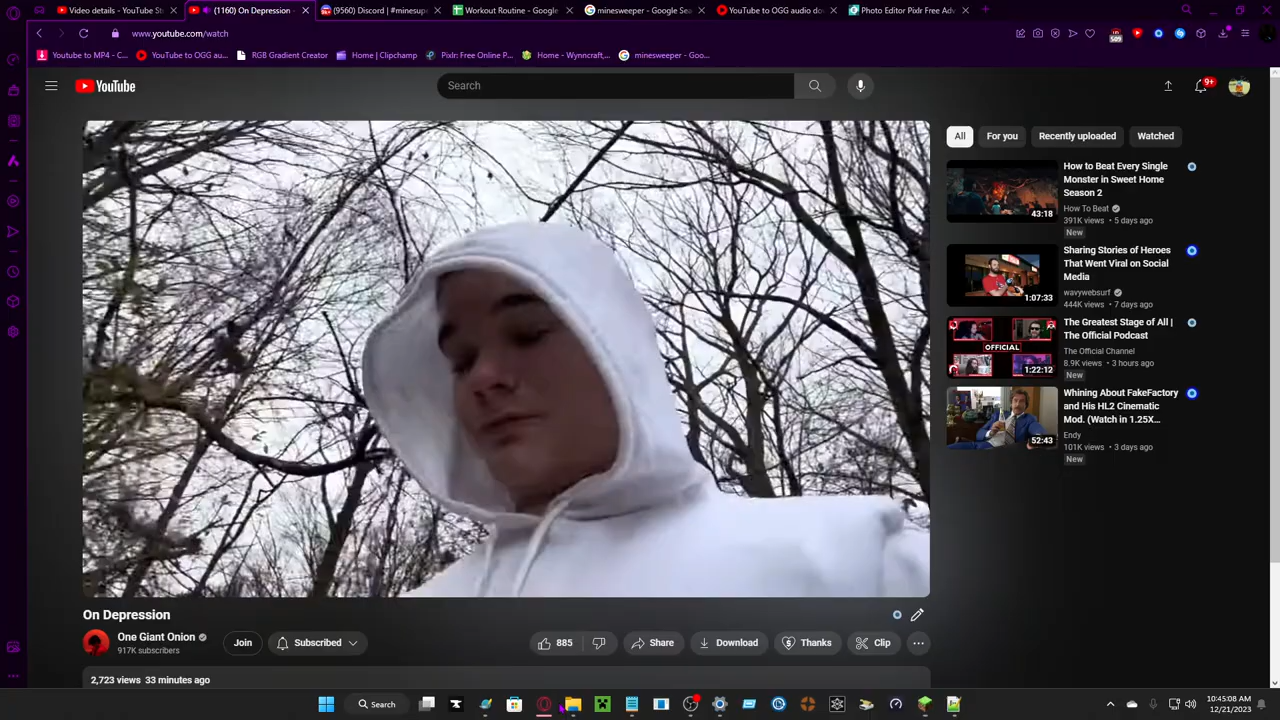 Video details - YouTube St
(1160) On Depression -
(9560) Discord | #minesupe
Workout Routine - Google
minesweeper - Google Sea
YouTube to OGG audio do
Photo Editor Pixlr Free Adv
www.youtube.com/watch
509
Youtube to MP4 - C...
YouTube to OGG au...
RGB Gradient Creator
Home | Clipchamp
Pixlr: Free Online P...
Home - Wynncraft,...
minesweeper - Goo...
YouTube
Search
9+
All
For you
Recently uploaded
Watched
How to Beat Every Single
Monster in Sweet Home
Season 2
How To Beat
391K views • 5 days ago
New
43:18
Sharing Stories of Heroes
That Went Viral on Social
Media
wavywebsurf
444K views • 7 days ago
1:07:33
The Greatest Stage of All |
The Official Podcast
The Official Channel
8.9K views • 3 hours ago
New
OFFICIAL
1:22:12
Whining About FakeFactory
and His HL2 Cinematic
Mod. (Watch in 1.25X...
Endy
101K views • 3 days ago
New
52:43
On Depression
One Giant Onion
917K subscribers
Join
Subscribed
885
Share
Download
Thanks
Clip
2,723 views 33 minutes ago
Search
10:45:08 AM
12/21/2023